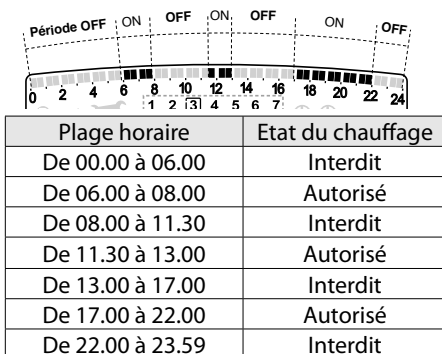 Période OFF ON OFF ON OFF ON OFF
0 2 4 6 8 10 12 14 16 18 20 22 24
1 2 3 4 5 6 7
Plage horaire Etat du chauffage
De 00.00 à 06.00 Interdit
De 06.00 à 08.00 Autorisé
De 08.00 à 11.30 Interdit
De 11.30 à 13.00 Autorisé
De 13.00 à 17.00 Interdit
De 17.00 à 22.00 Autorisé
De 22.00 à 23.59 Interdit